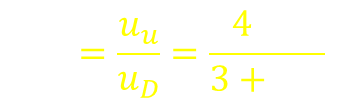 = u_u / u_D = 4 / 3 +